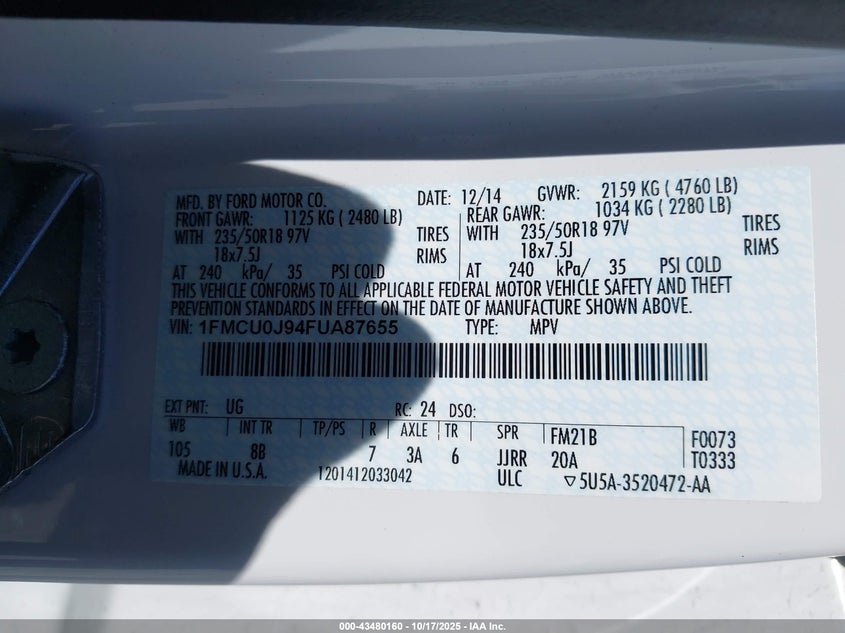 MFD. BY FORD MOTOR CO. DATE: 12/14 GVWR: 2159 KG ( 4760 LB)
FRONT GAWR: 1125 KG ( 2480 LB) REAR GAWR: 1034 KG ( 2280 LB)
WITH 235/50R18 97V TIRES WITH 235/50R18 97V TIRES
18x7.5J RIMS 18x7.5J RIMS
AT 240 kPa/ 35 PSI COLD AT 240 kPa/ 35 PSI COLD
THIS VEHICLE CONFORMS TO ALL APPLICABLE FEDERAL MOTOR VEHICLE SAFETY AND THEFT
PREVENTION STANDARDS IN EFFECT ON THE DATE OF MANUFACTURE SHOWN ABOVE.
VIN: 1FMCU0J94FUA87655 TYPE: MPV
EXT PNT: UG RC: 24 DSO:
WB INT TR TP/PS R AXLE TR SPR FM21B F0073
105 8B 7 3A 6 JJRR 20A T0333
MADE IN U.S.A. 1201412033042 ULC ▽5U5A-3520472-AA
000-43480160 - 10/17/2025 - IAA Inc.